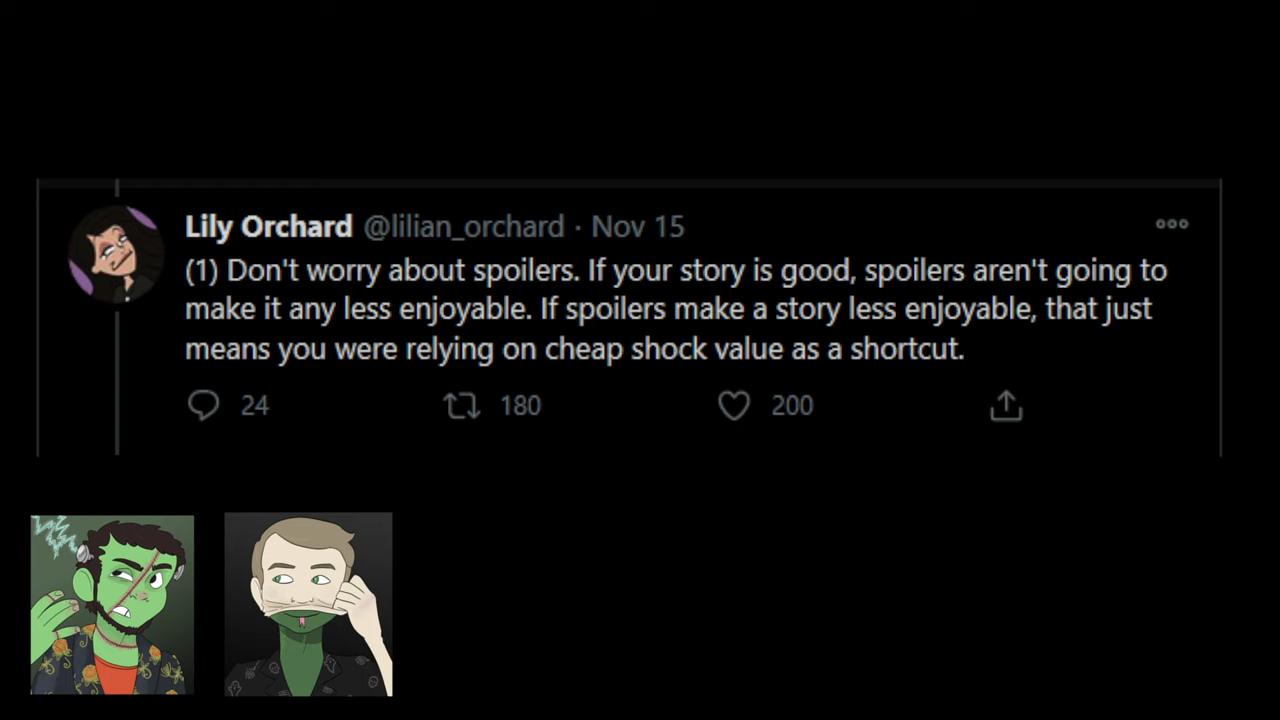 Lily Orchard @lilian_orchard · Nov 15
(1) Don't worry about spoilers. If your story is good, spoilers aren't going to
make it any less enjoyable. If spoilers make a story less enjoyable, that just
means you were relying on cheap shock value as a shortcut.
24 180 200